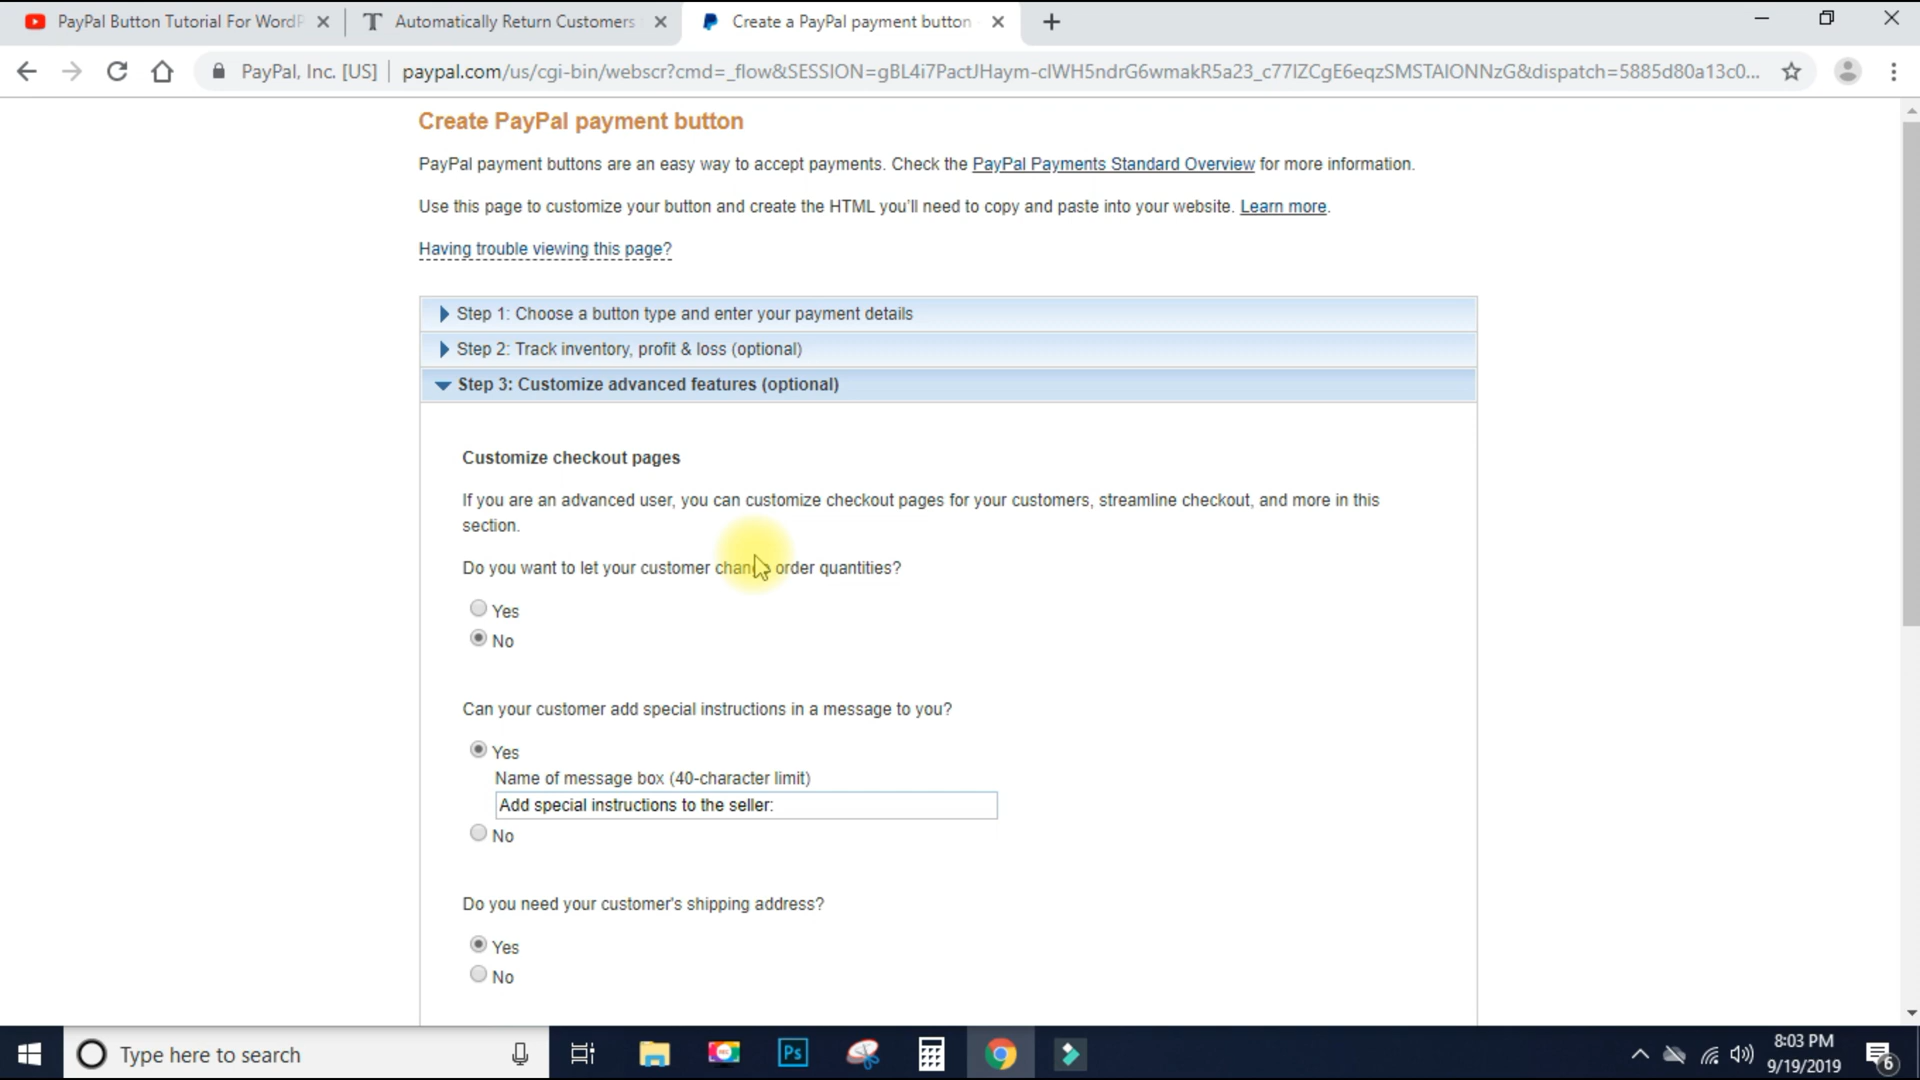 PayPal Button Tutorial For WordP
Automatically Return Customers
Create a PayPal payment button
PayPal, Inc. [US]
paypal.com/us/cgi-bin/webscr?cmd=_flow&SESSION=gBL4i7PactJHaym-clWH5ndrG6wmakR5a23_c77IZCgE6eqzSMSTAIONNzG&dispatch=5885d80a13c0...
Create PayPal payment button
PayPal payment buttons are an easy way to accept payments. Check the PayPal Payments Standard Overview for more information.
Use this page to customize your button and create the HTML you'll need to copy and paste into your website. Learn more.
Having trouble viewing this page?
Step 1: Choose a button type and enter your payment details
Step 2: Track inventory, profit & loss (optional)
Step 3: Customize advanced features (optional)
Customize checkout pages
If you are an advanced user, you can customize checkout pages for your customers, streamline checkout, and more in this
section.
Do you want to let your customer change order quantities?
Yes
No
Can your customer add special instructions in a message to you?
Yes
Name of message box (40-character limit)
Add special instructions to the seller:
No
Do you need your customer's shipping address?
Yes
No
Type here to search
Ps
8:03 PM
9/19/2019
6